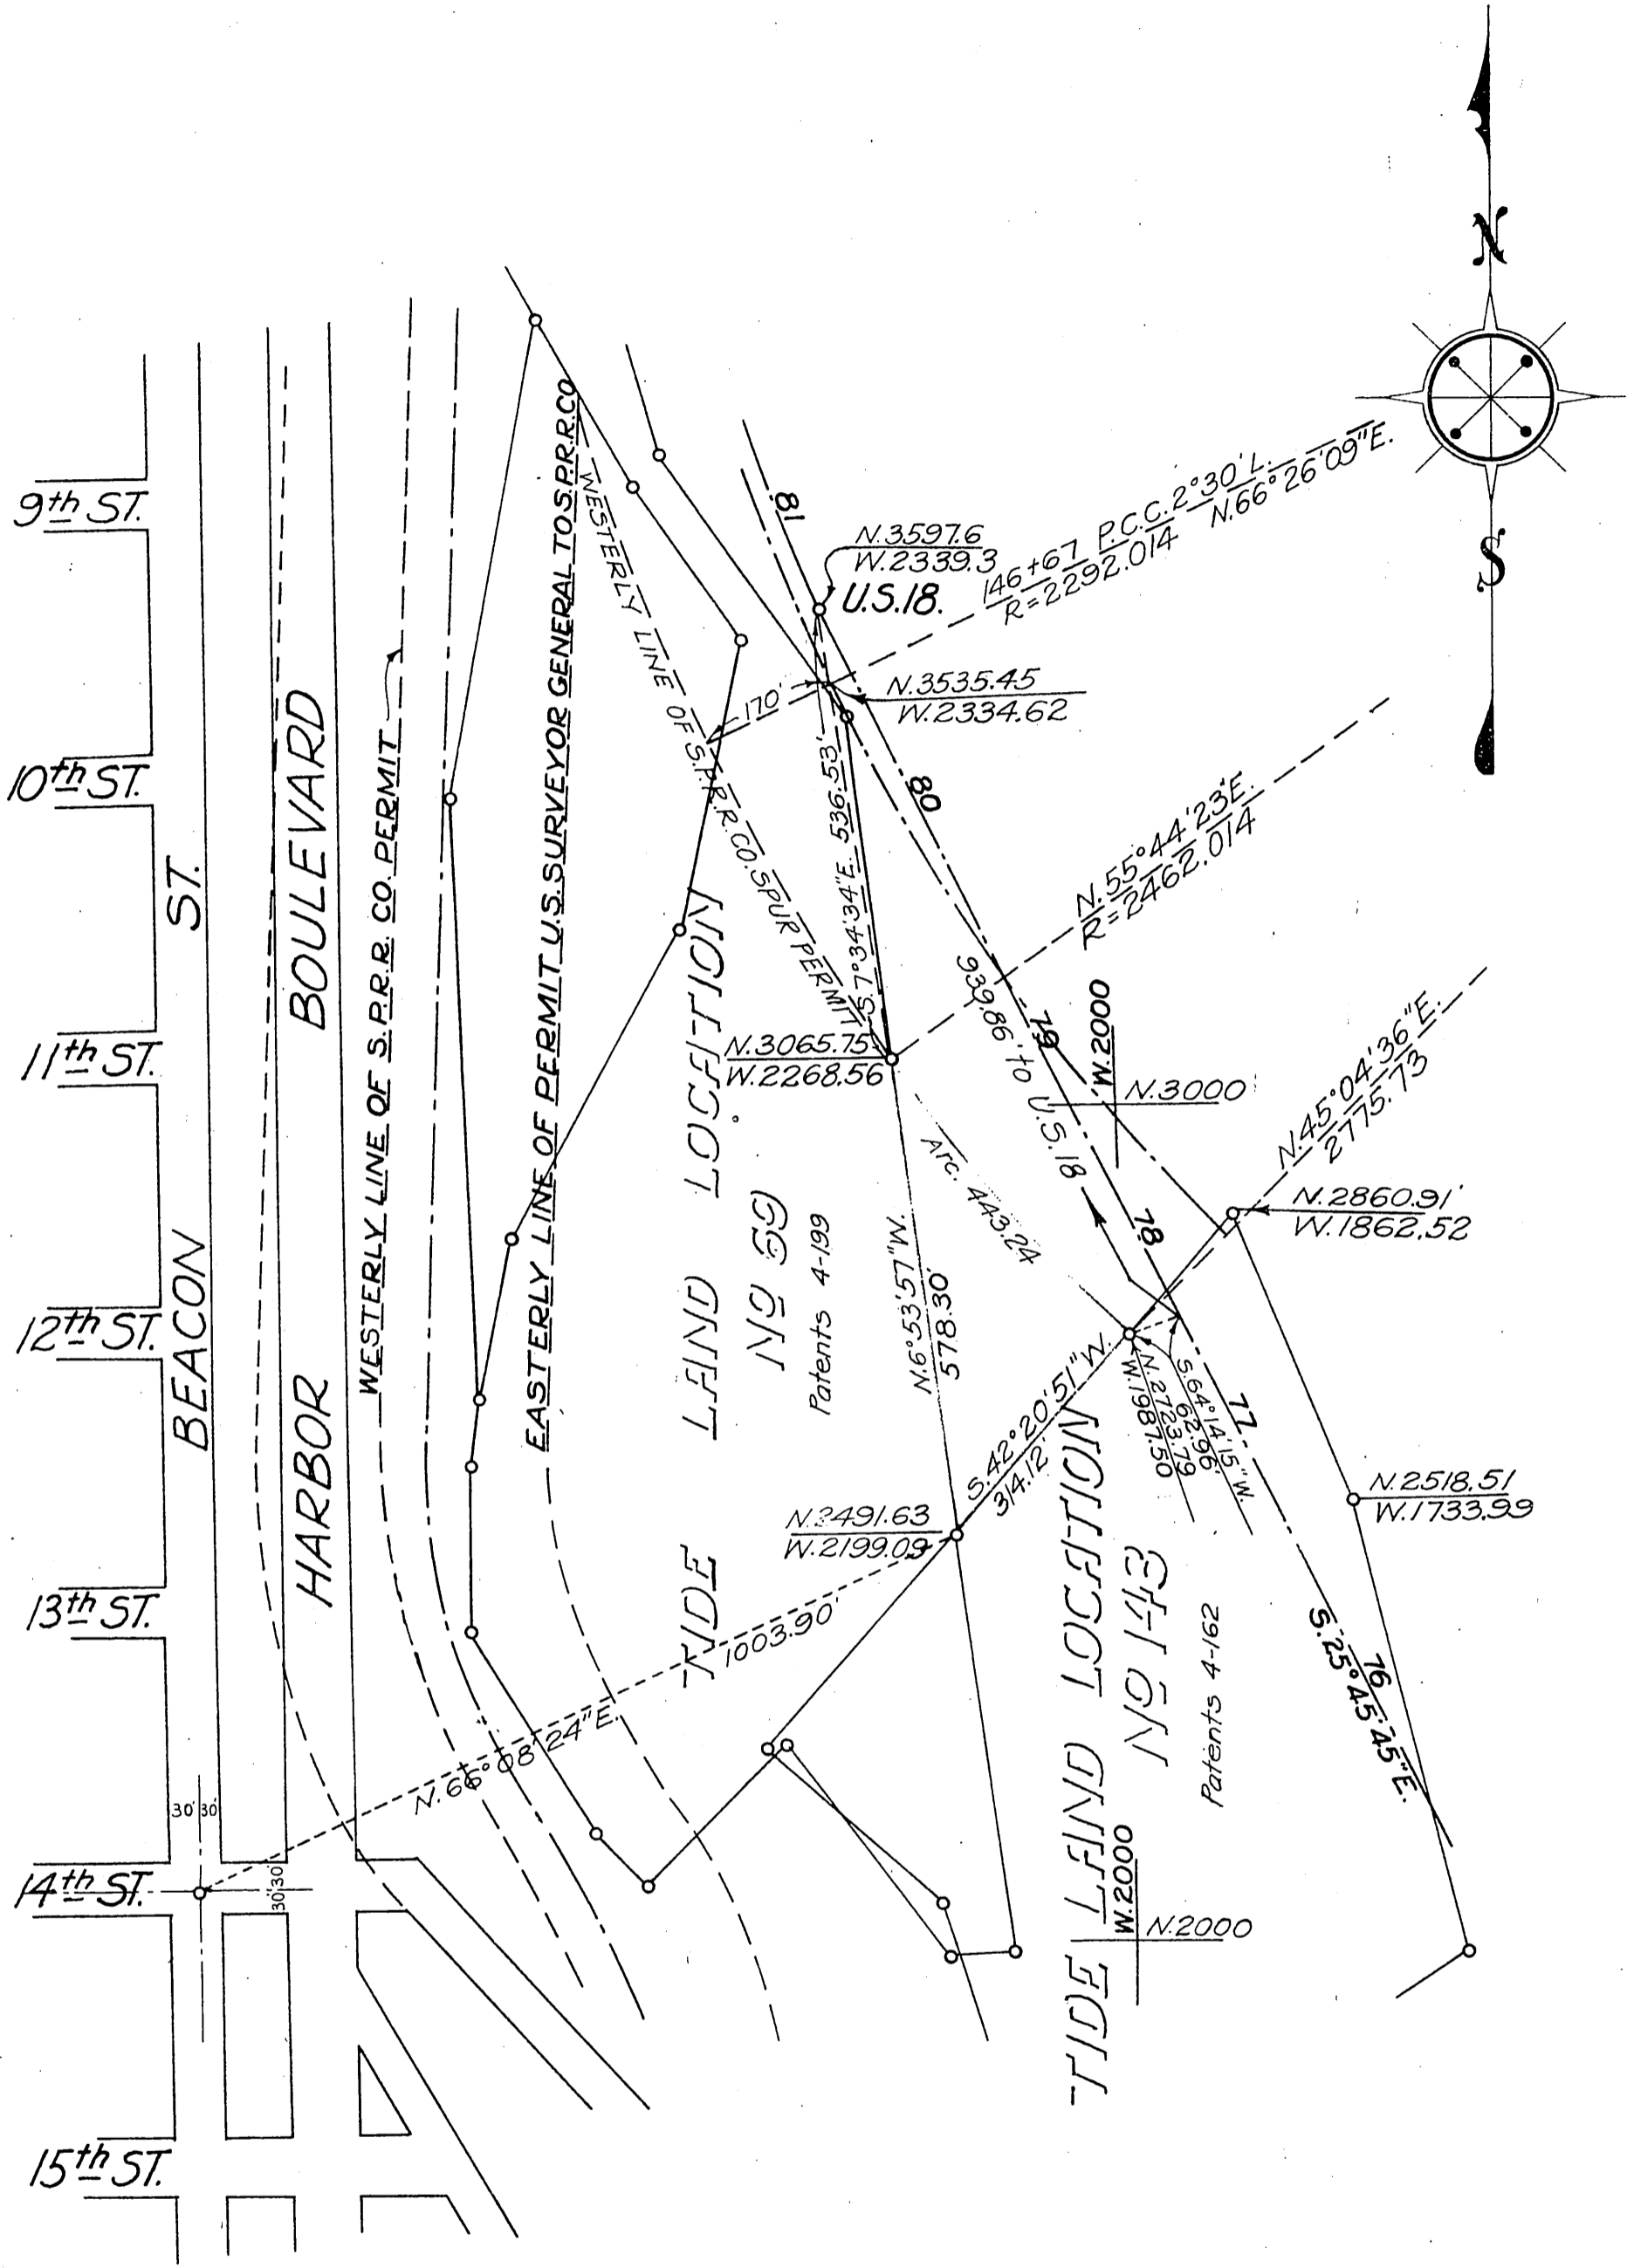 N
S
9th ST.
10th ST.
11th ST.
12th ST.
13th ST.
14th ST.
15th ST.
BEACON ST.
HARBOR BOULEVARD
WESTERLY LINE OF S.P.R.R. CO. PERMIT
EASTERLY LINE OF PERMIT U.S. SURVEYOR GENERAL TO S.P.R.R.CO
WESTERLY LINE OF S.P.R.R.CO. SPUR PERMIT
81
N.3597.6
W.2339.3
U.S.18.
146+67 P.C.C. 2°30'L.
R=2292.014 N.66°26'09"E.
170'
N.3535.45
W.2334.62
80
S.7°34'34"E. 536.53'
N.55°44'23"E.
R=2462.014
939.86' to U.S.18
79
W.2000
N.3000
N.3065.75
W.2268.56
Arc. 443.24
N.45°04'36"E.
2775.73
N.2860.91'
W.1862.52
78
TIDE LAND LOCATION
No 69
Patents 4-199
N.6°53'57"W.
578.30'
S.42°20'51"W.
314.12'
N.2723.79
W.1987.50
S.64°14'15"W.
62.96'
77
N.2518.51
W.1733.99
N.2491.63
W.2199.09
1003.90'
N.66°08'24"E.
TIDE LAND LOCATION
No 143
Patents 4-162
76
S.25°45'45"E.
W.2000
N.2000
30' 30'
30' 30'